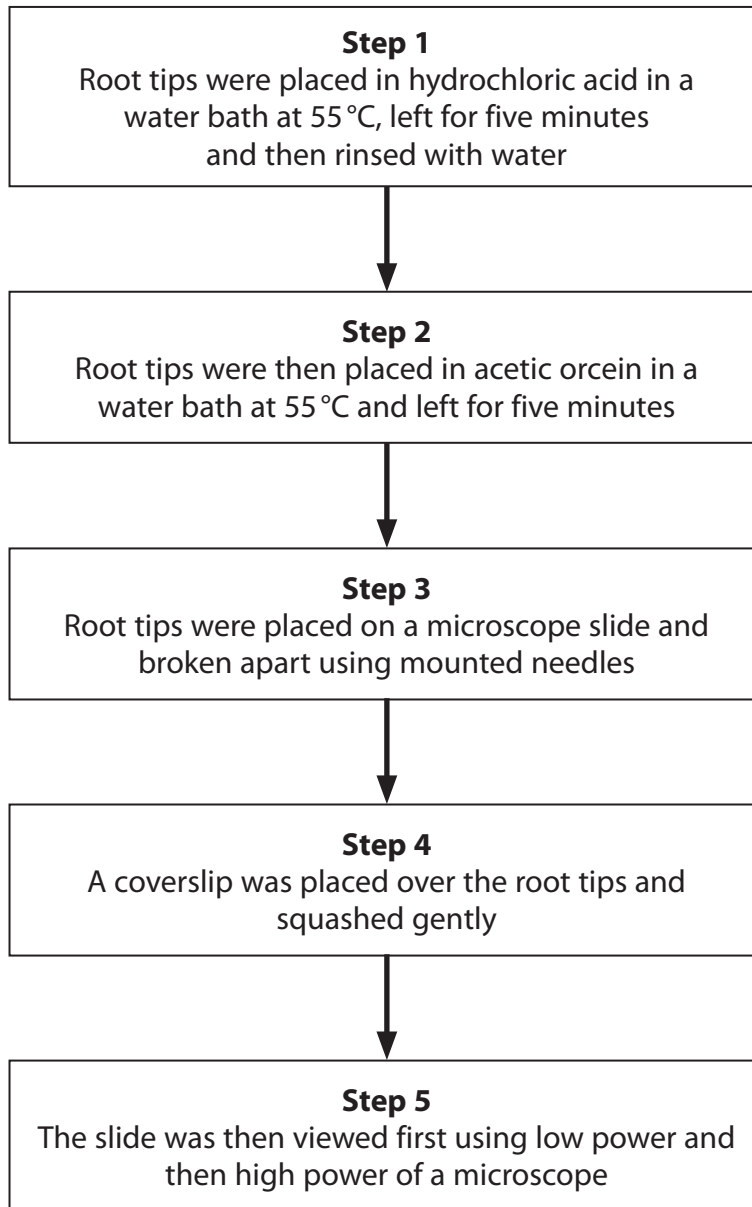 Step 1
Root tips were placed in hydrochloric acid in a
water bath at 55 °C, left for five minutes
and then rinsed with water
Step 2
Root tips were then placed in acetic orcein in a
water bath at 55 °C and left for five minutes
Step 3
Root tips were placed on a microscope slide and
broken apart using mounted needles
Step 4
A coverslip was placed over the root tips and
squashed gently
Step 5
The slide was then viewed first using low power and
then high power of a microscope